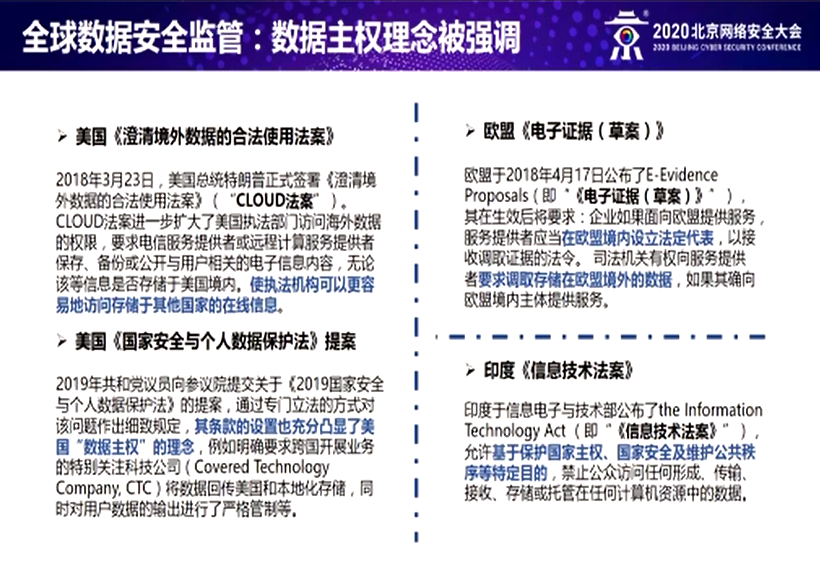 全球数据安全监管：数据主权理念被强调
2020北京网络安全大会
2020 BEIJING CYBER SECURITY CONFERENCE
➢ 美国《澄清境外数据的合法使用法案》
2018年3月23日，美国总统特朗普正式签署《澄清境
外数据的合法使用法案》（“CLOUD法案”）。
CLOUD法案进一步扩大了美国执法部门访问海外数据
的权限，要求电信服务提供者或远程计算服务提供者
保存、备份或公开与用户相关的电子信息内容，无论
该等信息是否存储于美国境内。使执法机构可以更容
易地访问存储于其他国家的在线信息。
➢ 美国《国家安全与个人数据保护法》提案
2019年共和党议员向参议院提交关于《2019国家安全
与个人数据保护法》的提案，通过专门立法的方式对
该问题作出细致规定，其条款的设置也充分凸显了美
国“数据主权”的理念，例如明确要求跨国开展业务
的特别关注科技公司（Covered Technology
Company, CTC）将数据回传美国和本地化存储，同
时对用户数据的输出进行了严格管制等。
➢ 欧盟《电子证据（草案）》
欧盟于2018年4月17日公布了E-Evidence
Proposals（即“《电子证据（草案）》”），
其在生效后将要求：企业如果面向欧盟提供服务，
服务提供者应当在欧盟境内设立法定代表，以接
收调取证据的法令。司法机关有权向服务提供
者要求调取存储在欧盟境外的数据，如果其确向
欧盟境内主体提供服务。
➢ 印度《信息技术法案》
印度于信息电子与技术部公布了the Information
Technology Act（即“《信息技术法案》”），
允许基于保护国家主权、国家安全及维护公共秩
序等特定目的，禁止公众访问任何形成、传输、
接收、存储或托管在任何计算机资源中的数据。